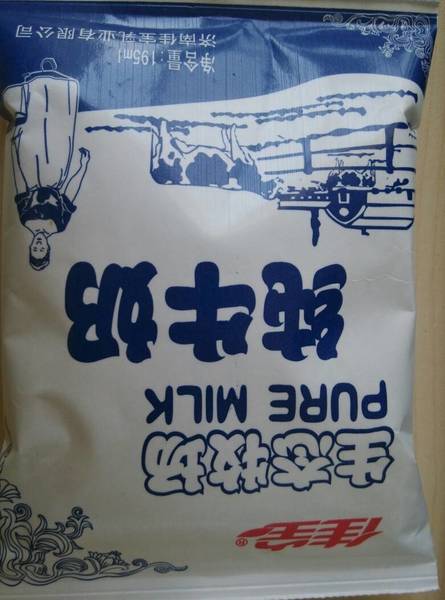 佳宝®
生态牧场
PURE MILK
纯牛奶
净含量:195ml
济南佳宝乳业有限公司